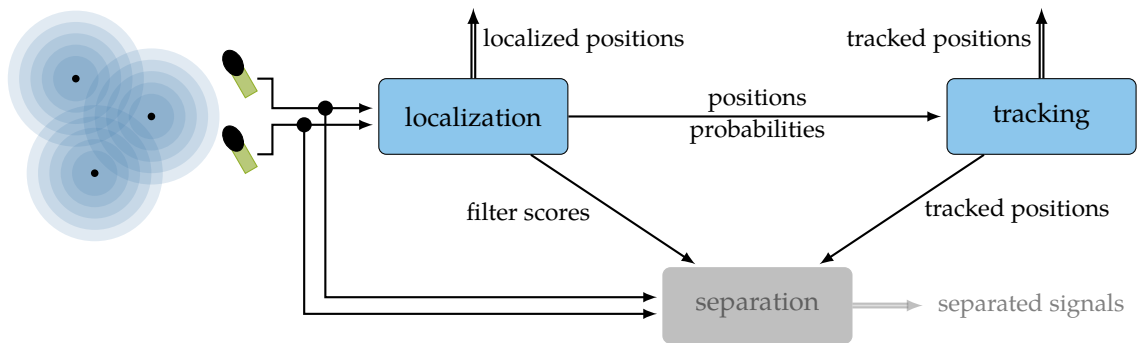 localized positions
tracked positions
localization
positions
probabilities
tracking
filter scores
tracked positions
separation
separated signals